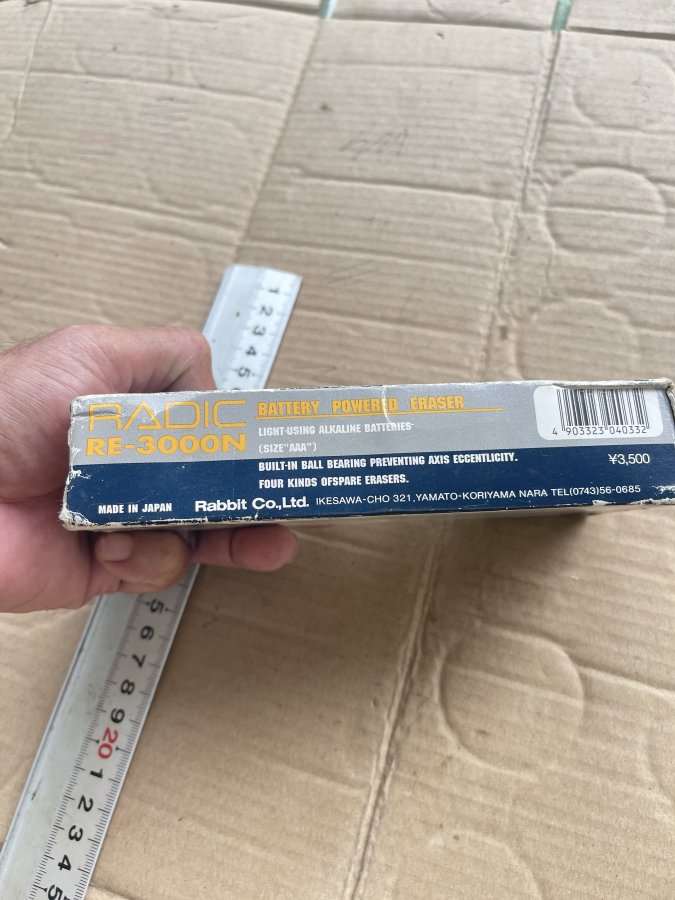 RADIC
RE-3000N
BATTERY POWERED ERASER
LIGHT-USING ALKALINE BATTERIES
(SIZE"AAA")
BUILT-IN BALL BEARING PREVENTING AXIS ECCENTLICITY.
FOUR KINDS OFSPARE ERASERS.
4 903323 040332
¥3,500
MADE IN JAPAN Rabbit Co.,Ltd. IKESAWA-CHO 321,YAMATO-KORIYAMA NARA TEL(0743)56-0685
1 2 3 4 5
5 6 7 8 9 20 1 2 3 4 5